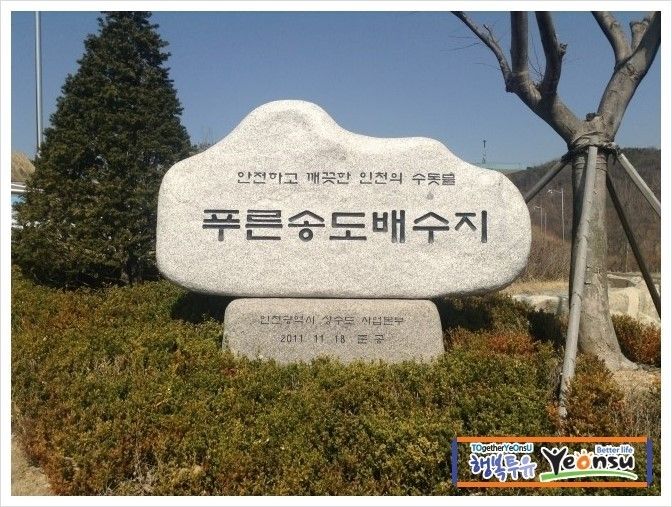 안전하고 깨끗한 인천의 수돗물
푸른송도배수지
인천광역시 상수도 사업본부
2011 11 18 준공
TOgetherYeOnsU
행복투유
Better life
Yeonsu